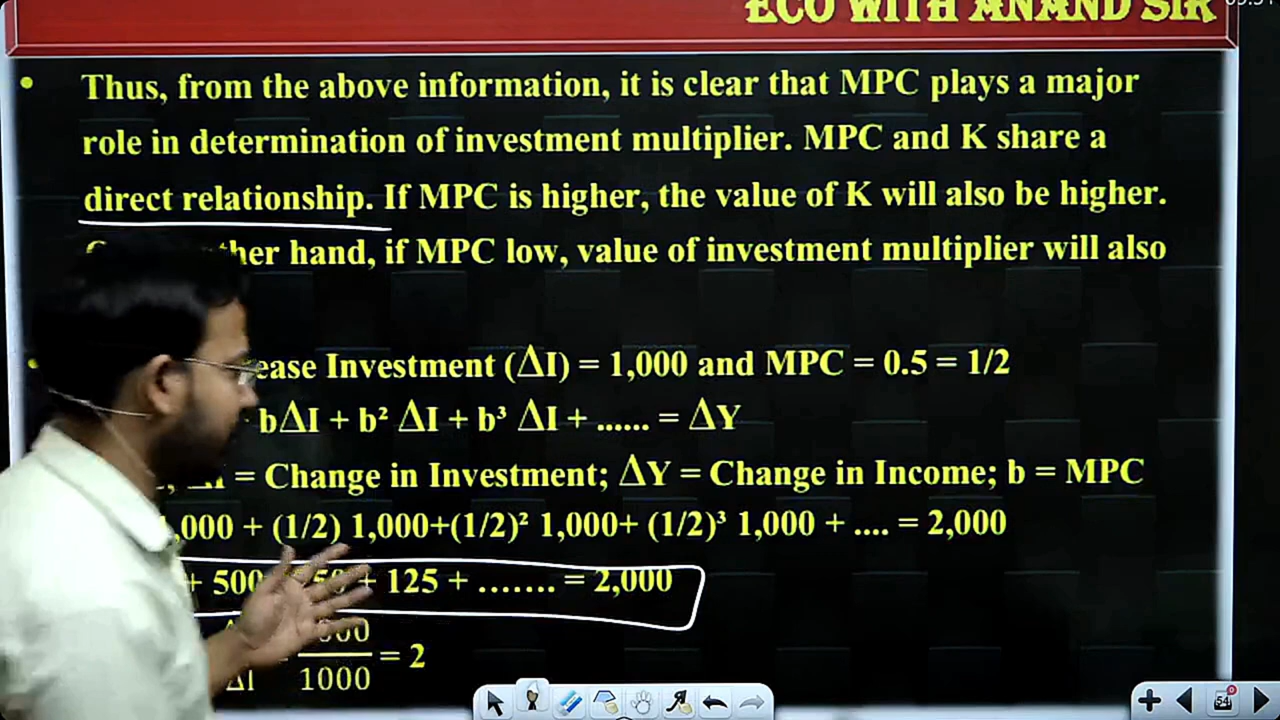 ECO WITH ANAND SIR
• Thus, from the above information, it is clear that MPC plays a major
role in determination of investment multiplier. MPC and K share a
direct relationship. If MPC is higher, the value of K will also be higher.
hand, if MPC low, value of investment multiplier will also
Investment (ΔI) = 1,000 and MPC = 0.5 = 1/2
bΔI + b² ΔI + b³ ΔI + ...... = ΔY
= Change in Investment; ΔY = Change in Income; b = MPC
,000 + (1/2) 1,000+(1/2)² 1,000+ (1/2)³ 1,000 + .... = 2,000
+ 500 + 125 + ....... = 2,000
ΔI 1000 = 2
54